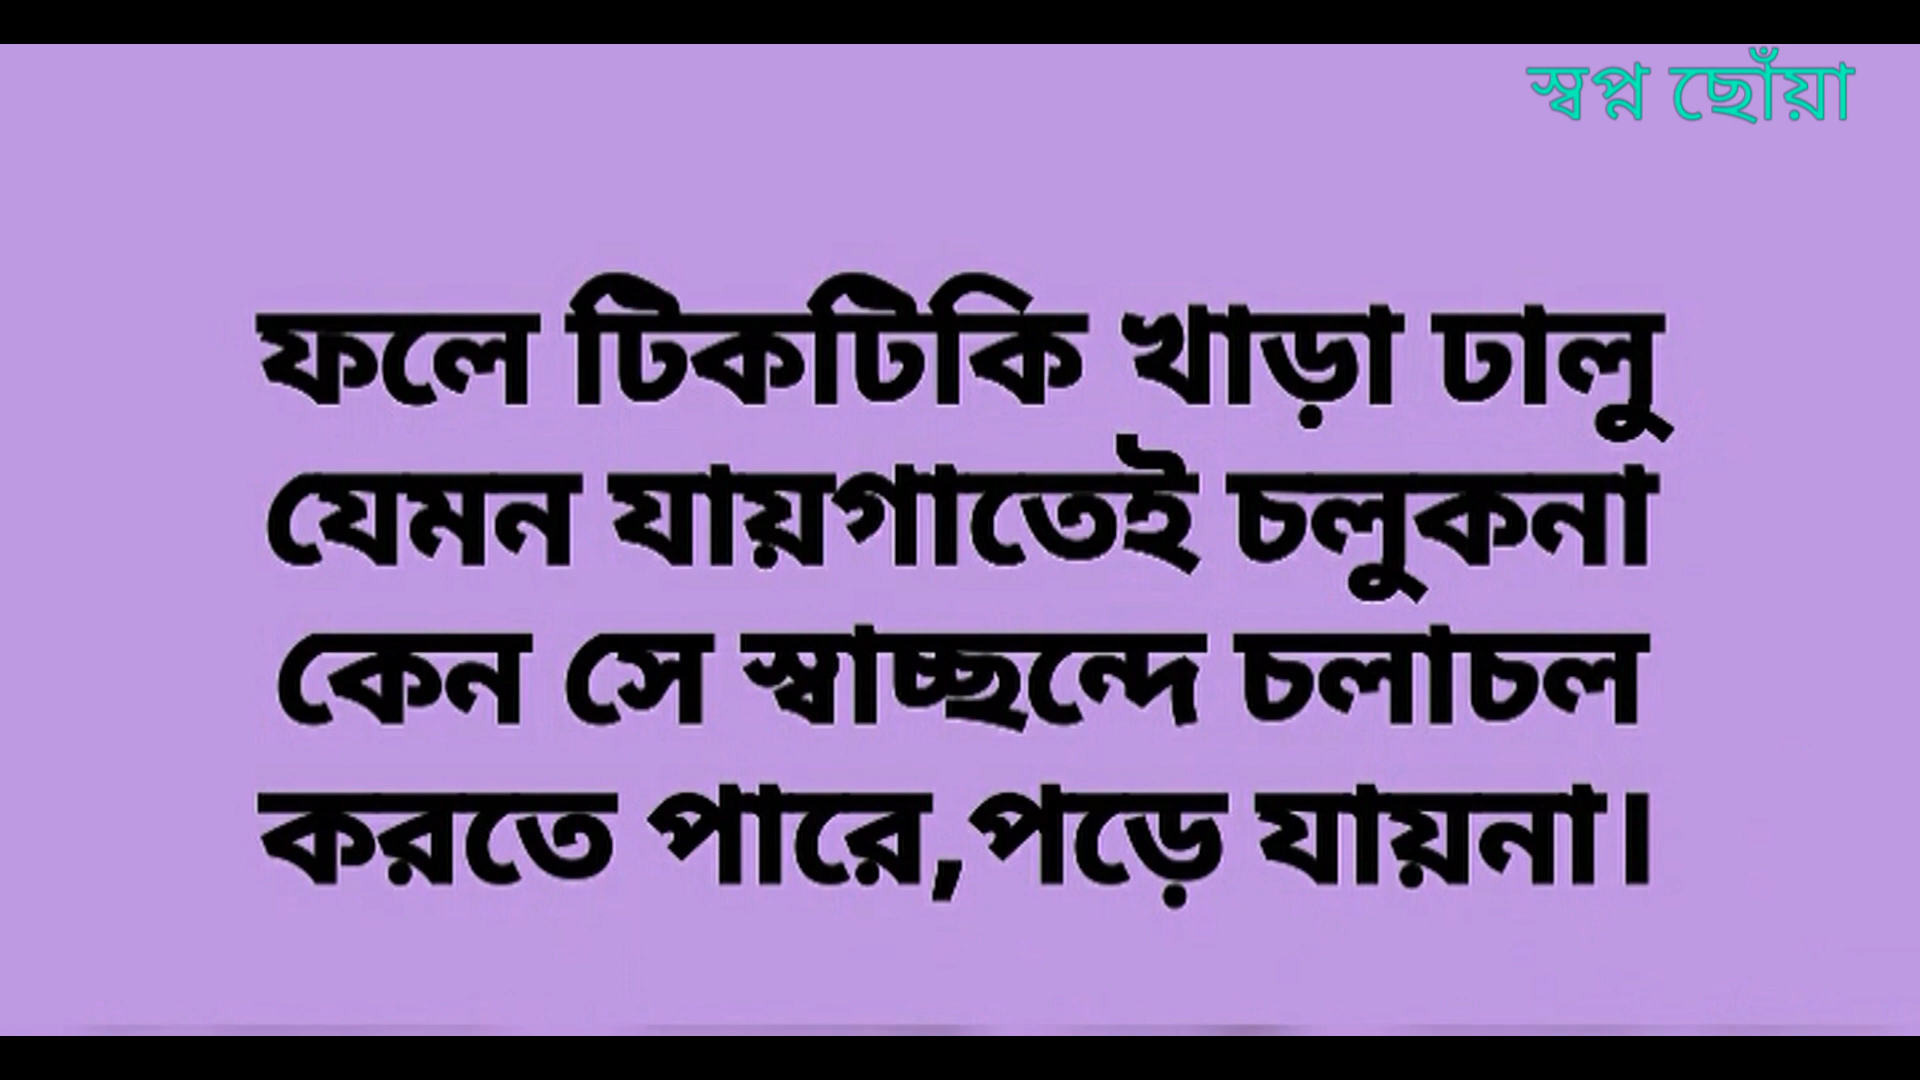 স্বপ্ন ছোঁয়া
ফলে টিকটিকি খাড়া ঢালু
যেমন যায়গাতেই চলুকনা
কেন সে স্বাচ্ছন্দে চলাচল
করতে পারে,পড়ে যায়না।